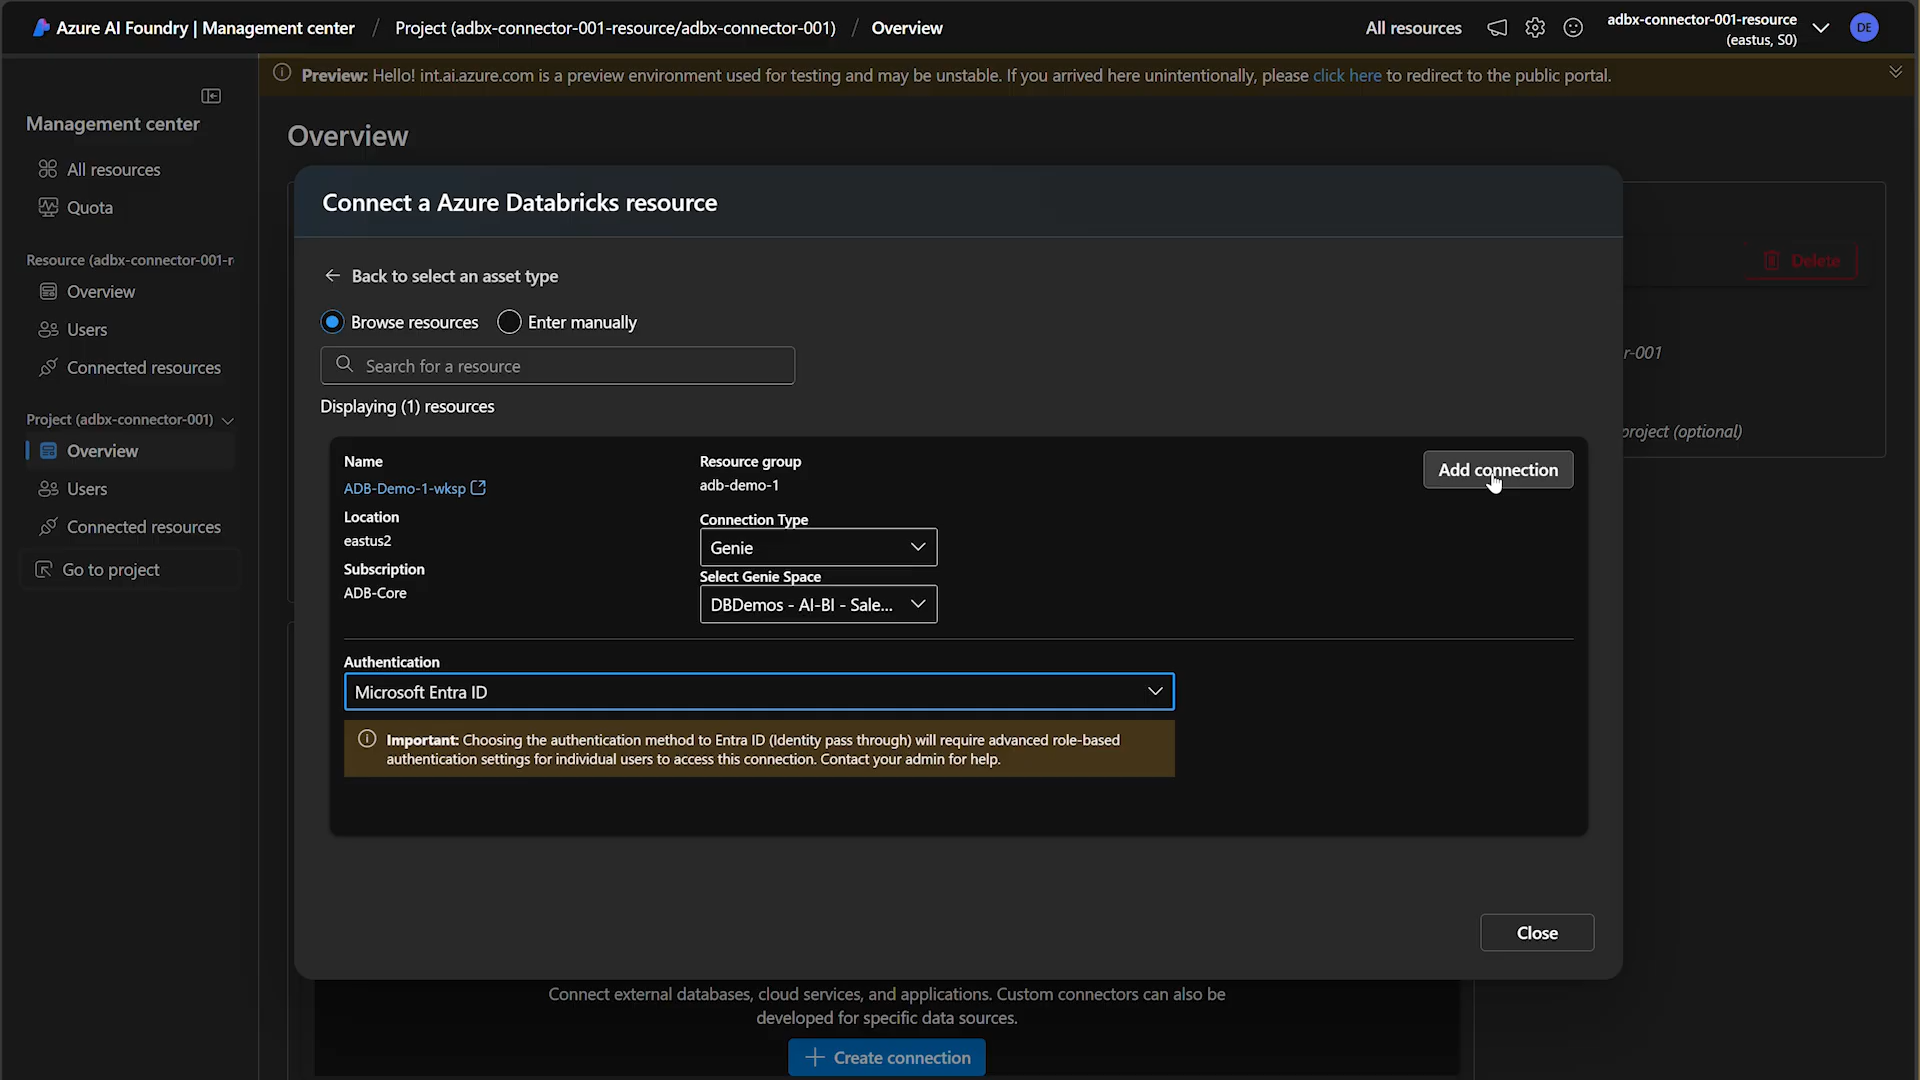 Azure AI Foundry | Management center / Project (adbx-connector-001-resource/adbx-connector-001) / Overview
All resources
adbx-connector-001-resource
(eastus, S0)
DE
Preview: Hello! int.ai.azure.com is a preview environment used for testing and may be unstable. If you arrived here unintentionally, please click here to redirect to the public portal.
Management center
All resources
Quota
Resource (adbx-connector-001-r
Overview
Users
Connected resources
Project (adbx-connector-001)
Overview
Users
Connected resources
Go to project
Overview
Delete
r-001
project (optional)
Connect a Azure Databricks resource
Back to select an asset type
Browse resources
Enter manually
Search for a resource
Displaying (1) resources
Name
ADB-Demo-1-wksp
Location
eastus2
Subscription
ADB-Core
Resource group
adb-demo-1
Connection Type
Genie
Select Genie Space
DBDemos - AI-BI - Sale...
Add connection
Authentication
Microsoft Entra ID
Important: Choosing the authentication method to Entra ID (Identity pass through) will require advanced role-based
authentication settings for individual users to access this connection. Contact your admin for help.
Close
Connect external databases, cloud services, and applications. Custom connectors can also be
developed for specific data sources.
Create connection